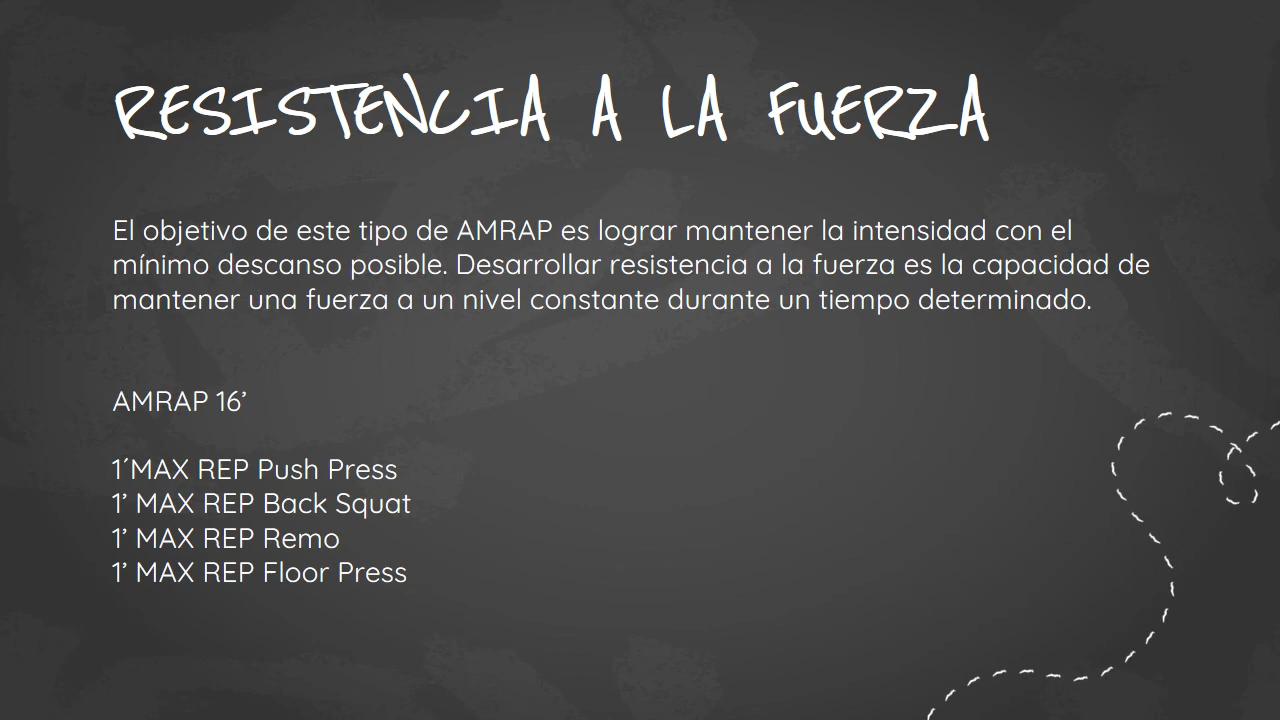 RESISTENCIA A LA FUERZA
El objetivo de este tipo de AMRAP es lograr mantener la intensidad con el
mínimo descanso posible. Desarrollar resistencia a la fuerza es la capacidad de
mantener una fuerza a un nivel constante durante un tiempo determinado.
AMRAP 16’
1´MAX REP Push Press
1’ MAX REP Back Squat
1’ MAX REP Remo
1’ MAX REP Floor Press